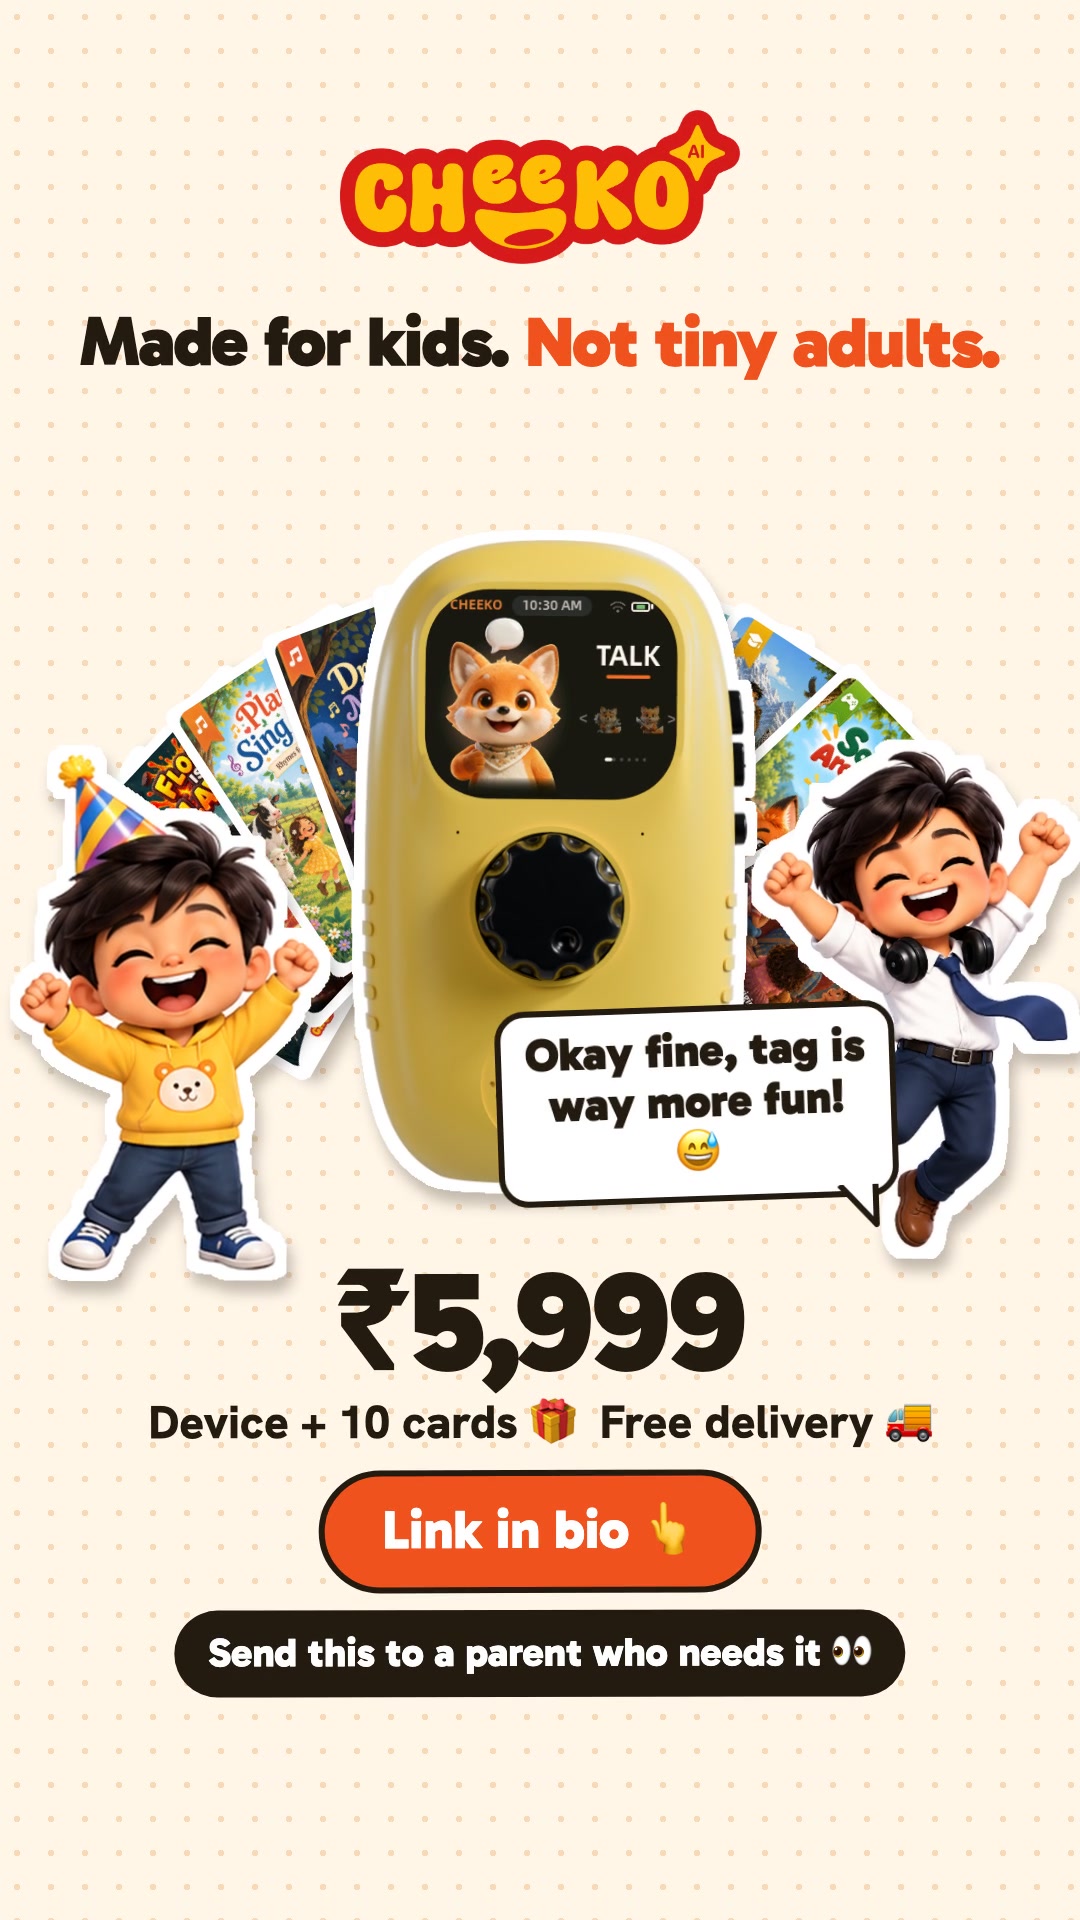 CHeeKO AI
Made for kids. Not tiny adults.
CHEEKO 10:30 AM
TALK
Play
Sing
Rhymes
Okay fine, tag is
way more fun!
😅
₹5,999
Device + 10 cards 🎁 Free delivery 🚚
Link in bio 👆
Send this to a parent who needs it 👀